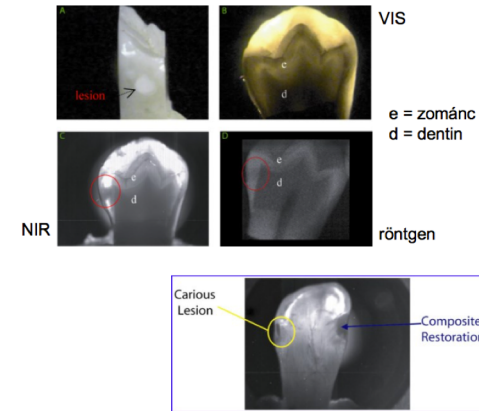 A
lesion
B
e
d
VIS
e = zománc
d = dentin
C
e
d
NIR
D
e
d
röntgen
Carious
Lesion
Composite
Restoration